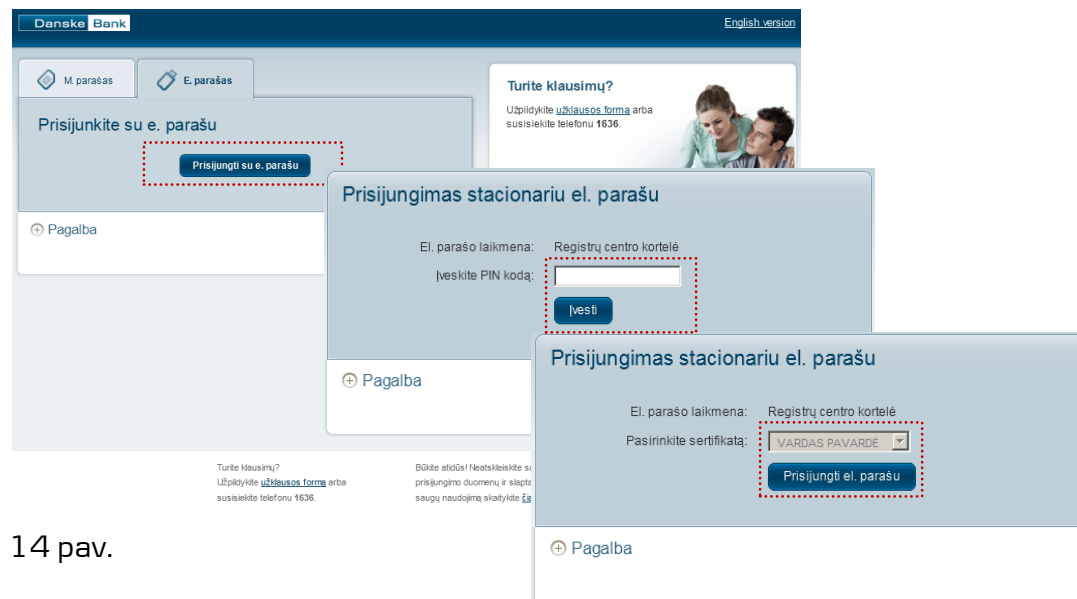 Danske Bank
English version
M. parašas
E. parašas
Prisijunkite su e. parašu
Prisijungti su e. parašu
Pagalba
Turite klausimų?
Užpildykite užklausos forma arba
susisiekite telefonu 1636.
Prisijungimas stacionariu el. parašu
El. parašo laikmena: Registrų centro kortelė
Įveskite PIN kodą:
Įvesti
Pagalba
Prisijungimas stacionariu el. parašu
El. parašo laikmena: Registrų centro kortelė
Pasirinkite sertifikatą: VARDAS PAVARDĖ
Prisijungti el. parašu
Pagalba
Turite klausimų?
Užpildykite užklausos forma arba
susisiekite telefonu 1636.
Būkite atidūs! Neatskleiskite
prisijungimo duomenų ir
saugų naudojimą skaitykite
14 pav.